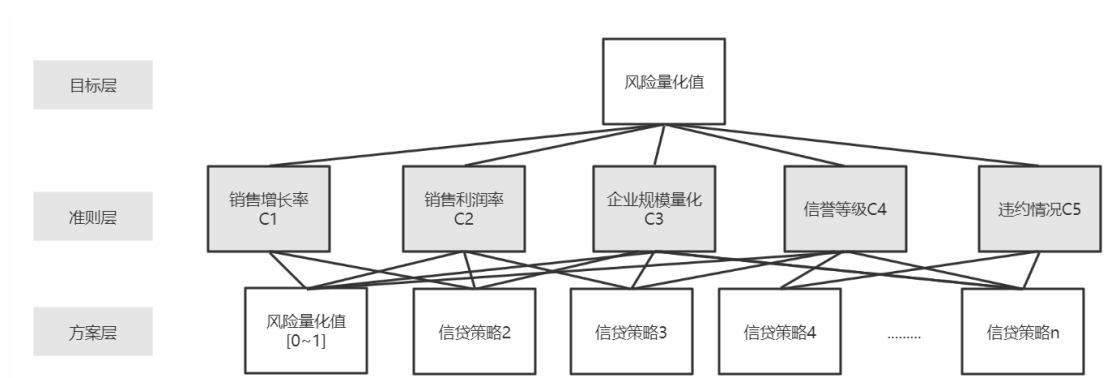 目标层
风险量化值
准则层
销售增长率
C1
销售利润率
C2
企业规模量化
C3
信誉等级C4
违约情况C5
方案层
风险量化值
[0~1]
信贷策略2
信贷策略3
信贷策略4
.........
信贷策略n